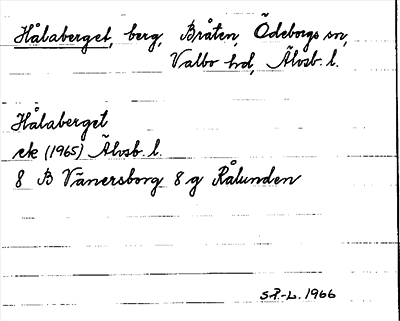 Hålaberget, berg, Bråten, Ödeborgs sn,
Valbo hd, Älvsb. l.
Hålaberget
ek (1965) Älvsb. l.
8 B Vänersborg 8 g Rålunden
S.P.-L. 1966